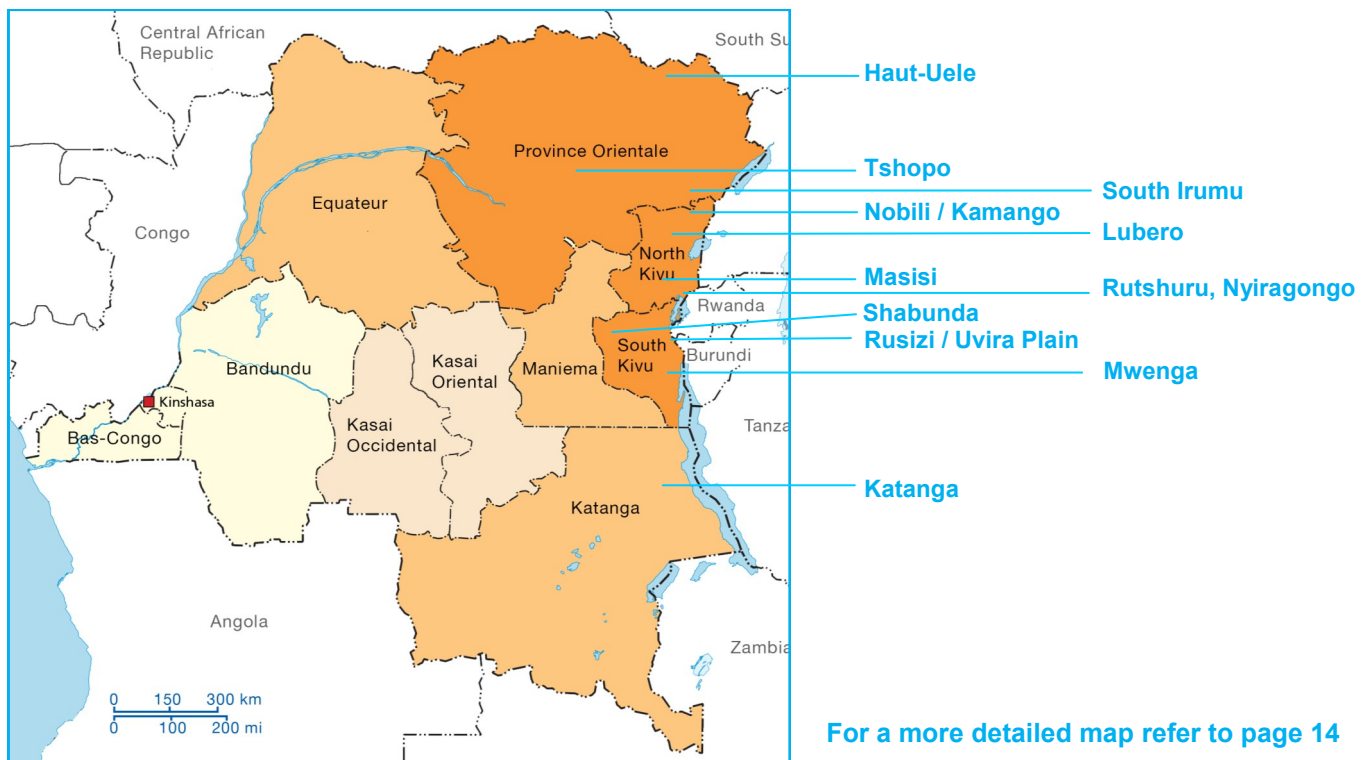 Central African
Republic
South Su
Haut-Uele
Province Orientale
Tshopo
South Irumu
Equateur
Nobili / Kamango
Congo
Lubero
North
Kivu
Masisi
Rutshuru, Nyiragongo
Rwanda
Shabunda
Rusizi / Uvira Plain
South
Kivu
Burundi
Bandundu
Kasai
Oriental
Maniema
Mwenga
Kinshasa
Bas-Congo
Kasai
Occidental
Tanza
Katanga
Katanga
Angola
Zambia
0 150 300 km
0 100 200 mi
For a more detailed map refer to page 14